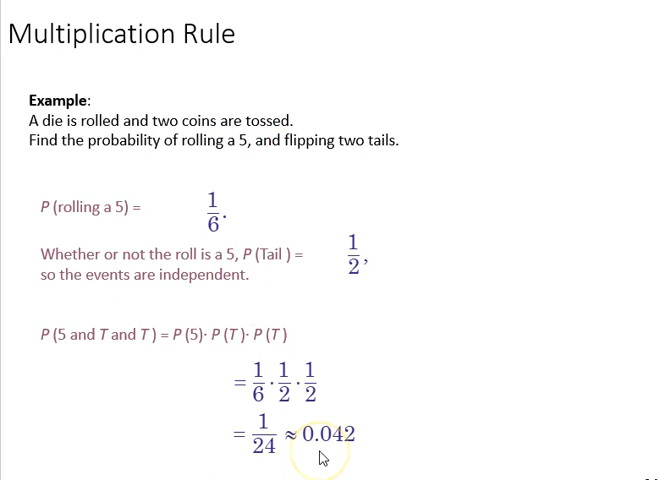 Multiplication Rule
Example:
A die is rolled and two coins are tossed.
Find the probability of rolling a 5, and flipping two tails.
P (rolling a 5) = 1/6.
Whether or not the roll is a 5, P (Tail ) = 1/2,
so the events are independent.
P (5 and T and T ) = P (5)· P (T)· P (T)
= 1/6 · 1/2 · 1/2
= 1/24 ≈ 0.042